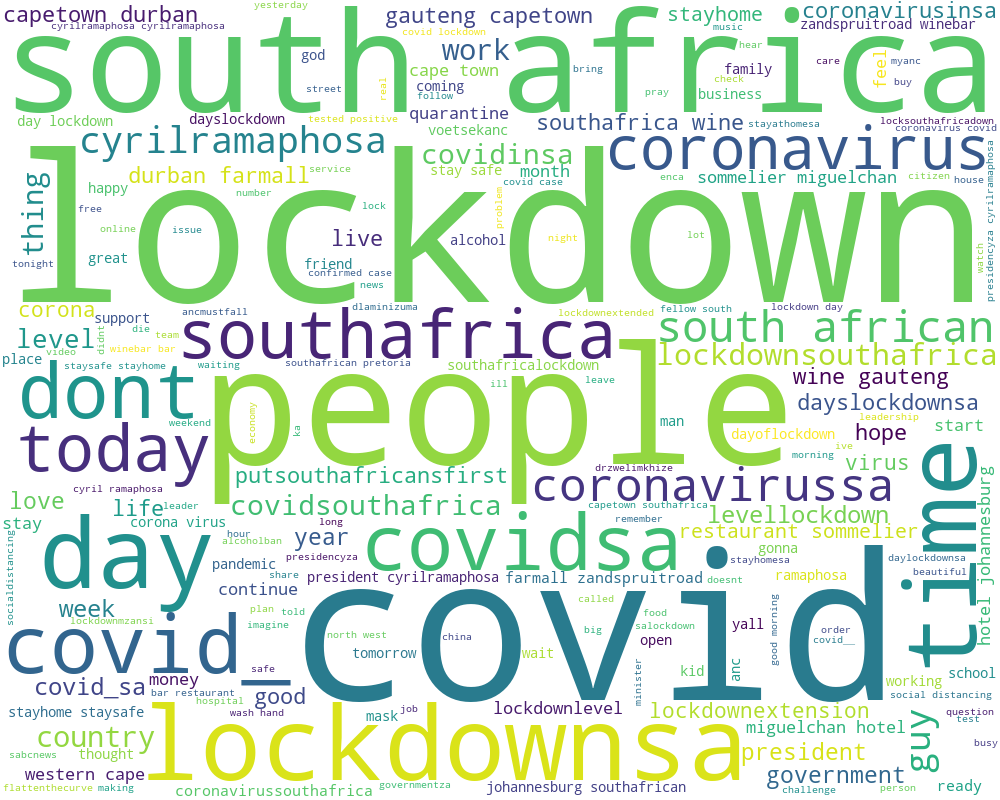 yesterday
capetown durban
cyrilramaphosa cyrilramaphosa
gauteng capetown
stayhome
coronavirusinsa
zandspruitroad winebar
covid lockdown
music
south africa
god
work
hear
cape town
bring
family
care
myanc
feel
street
real
coming
follow
check
buy
pray
business
quarantine
day lockdown
dayslockdown
tested positive
voetsekanc
southafrica wine
stayathomesa
locksouthafricadown
coronavirus covid
cyrilramaphosa
covidinsa
coronavirus
durban farmall
service
stay safe
month
enca
sommelier miguelchan
citizen
house
presidencyza cyrilramaphosa
thing
happy
number
covid case
problem
lockdown
free
lock
online
issue
live
alcohol
night
lot
watch
tonight
great
friend
confirmed case
news
corona
support
ancmustfall
dlaminizuma
lockdownextended
fellow south
lockdown day
southafrica
south african
level
didnt
die
team
winebar bar
place
video
staysafe stayhome
waiting
southafrican pretoria
southafricalockdown
lockdownsouthafrica
dont
people
ill
leave
wine gauteng
dayslockdownsa
weekend
economy
ka
man
leadership
today
dayoflockdown
hope
start
morning
ive
putsouthafricansfirst
drzwelimkhize
virus
cyril ramaphosa
coronavirussa
time
hotel johannesburg
love
life
leader
covidsouthafrica
capetown southafrica
levellockdown
stay
corona virus
long
remember
restaurant sommelier
day
hour
alcoholban
year
covidsa
gonna
socialdistancing
pandemic
presidencyza
stayhomesa
doesnt
daylockdownsa
beautiful
continue
share
president cyrilramaphosa
farmall zandspruitroad
ramaphosa
week
plan
told
called
food
lockdownmzansi
imagine
covid
big
salockdown
yall
good morning
order
covid__
covid_
north west
china
open
tomorrow
wait
kid
anc
safe
school
working
covid_sa
money
bar restaurant
good
minister
social distancing
stayhome staysafe
hospital
wash hand
mask
job
lockdownlevel
lockdownextension
guy
question
test
country
lockdownsa
miguelchan hotel
sabcnews
thought
president
busy
western cape
government
flattenthecurve
making
coronavirussouthafrica
governmentza
johannesburg southafrican
challenge
person
ready